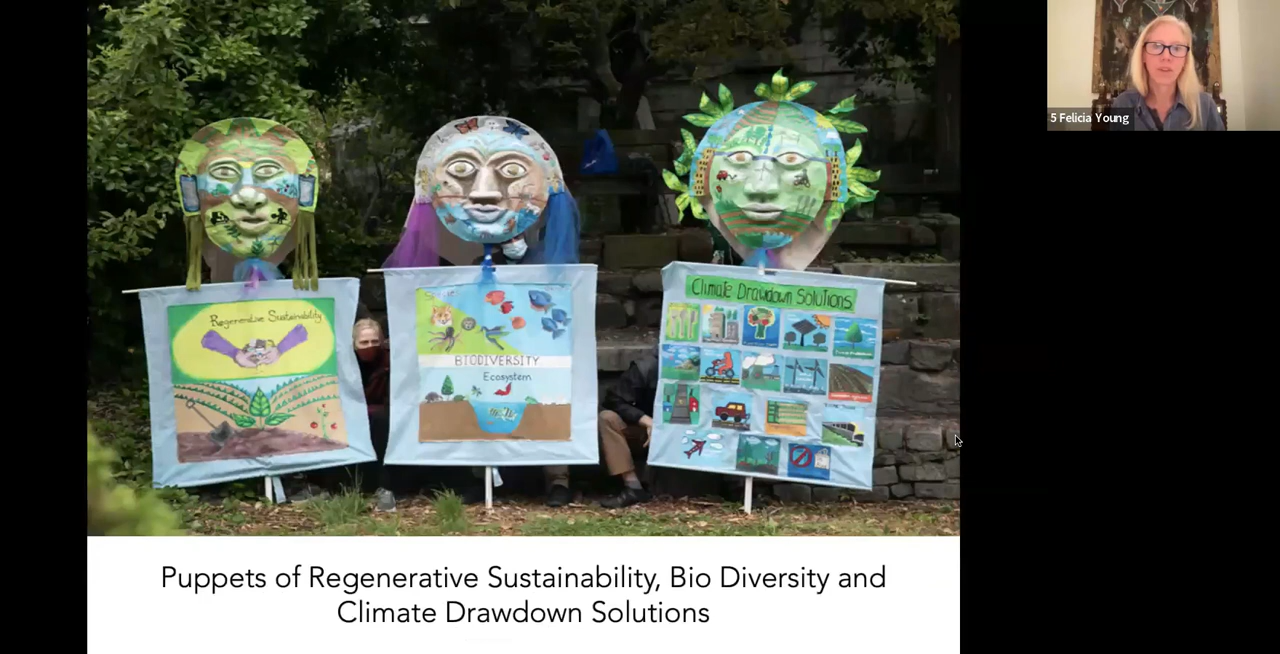 5 Felicia Young
Climate Drawdown Solutions
Regenerative Sustainability
BIODIVERSITY
Ecosystem
Puppets of Regenerative Sustainability, Bio Diversity and
Climate Drawdown Solutions